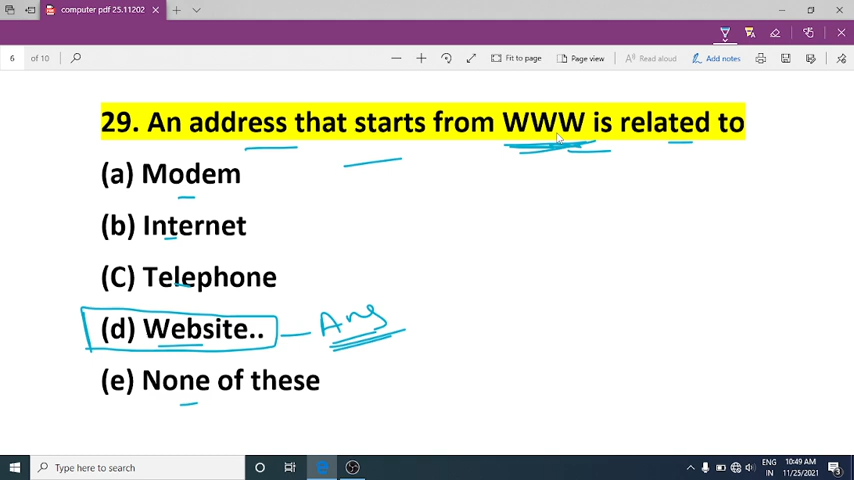 computer pdf 25.11202
6 of 10 Fit to page Page view Read aloud Add notes
29. An address that starts from WWW is related to
(a) Modem
(b) Internet
(C) Telephone
(d) Website.. Ans
(e) None of these
Type here to search
ENG 10:49 AM
IN 11/25/2021 3